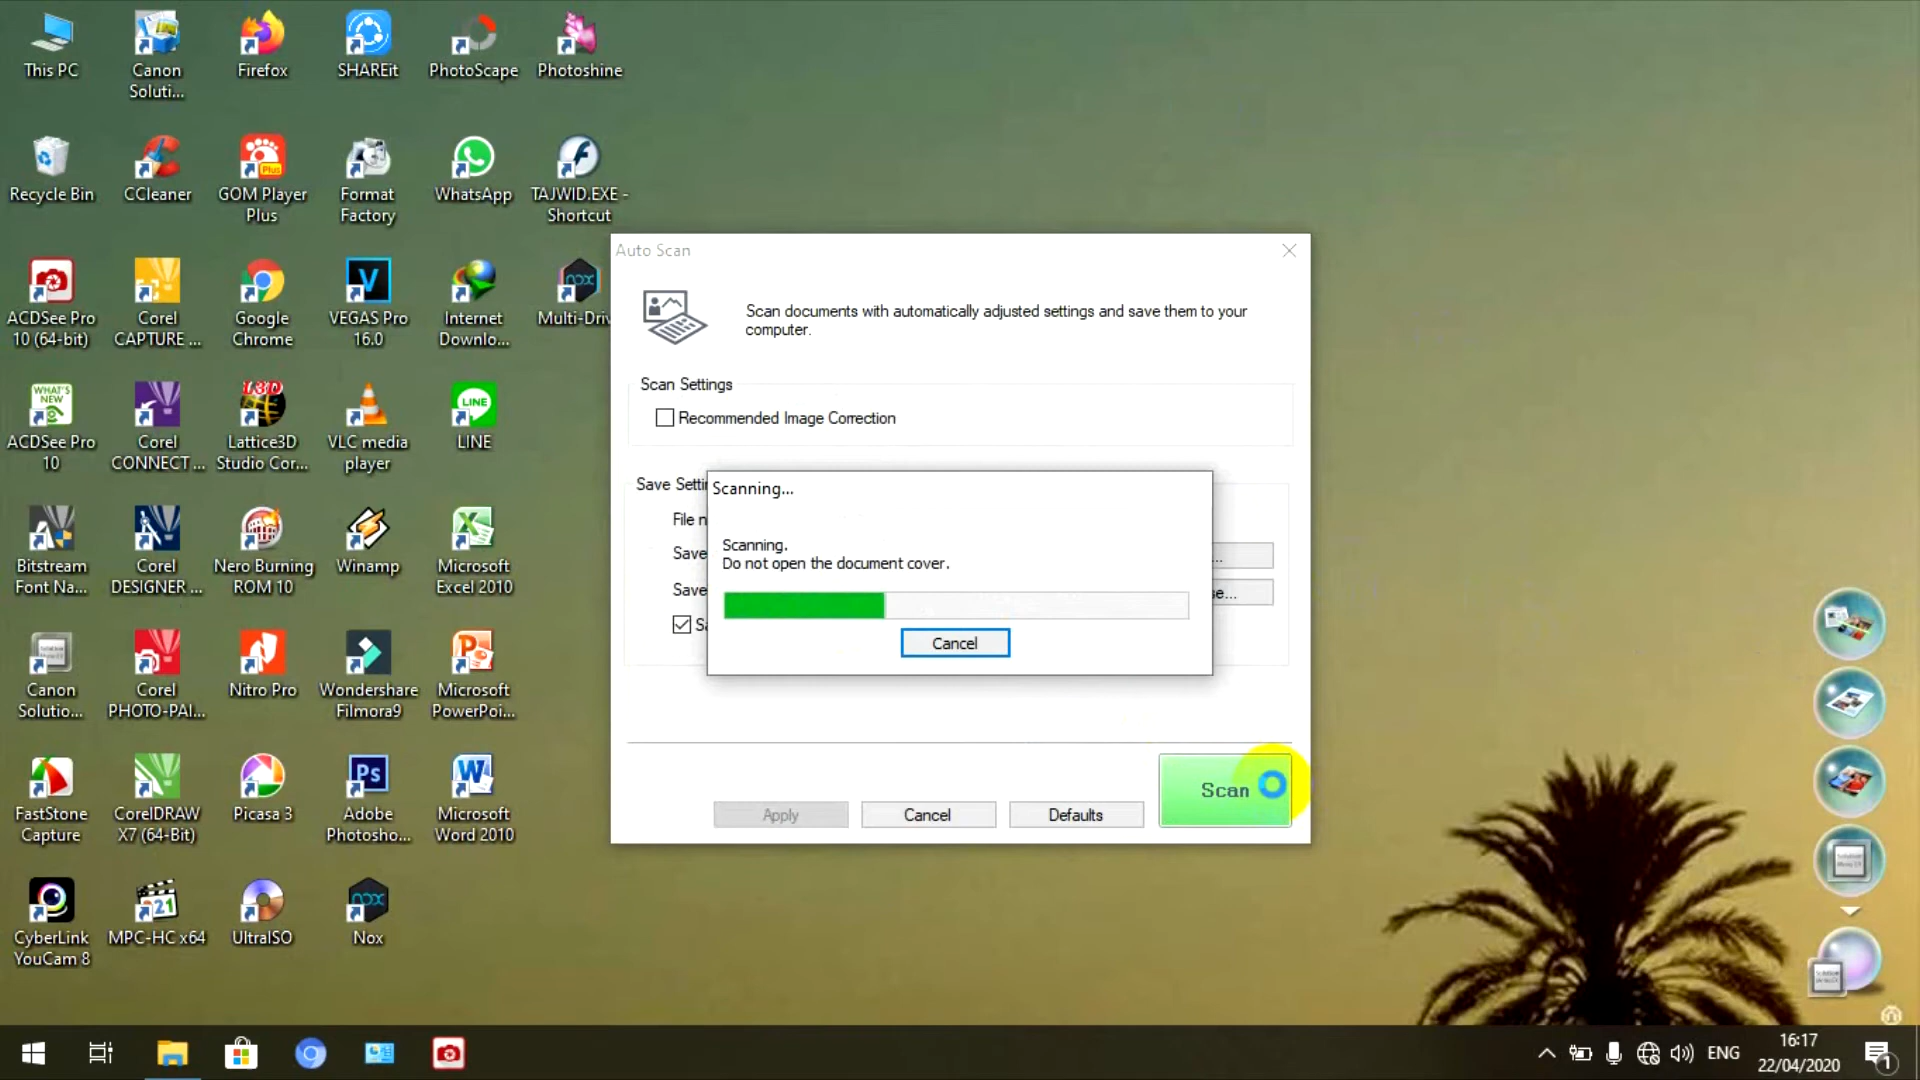 This PC
Canon
Soluti...
Firefox
SHAREit
PhotoScape
Photoshine
Recycle Bin
CCleaner
GOM Player
Plus
Format
Factory
WhatsApp
TAJWID.EXE -
Shortcut
ACDSee Pro
10 (64-bit)
Corel
CAPTURE ...
Google
Chrome
VEGAS Pro
16.0
Internet
Downlo...
Multi-Driv
ACDSee Pro
10
Corel
CONNECT ...
Lattice3D
Studio Cor...
VLC media
player
LINE
Bitstream
Font Na...
Corel
DESIGNER ...
Nero Burning
ROM 10
Winamp
Microsoft
Excel 2010
Canon
Solutio...
Corel
PHOTO-PAI...
Nitro Pro
Wondershare
Filmora9
Microsoft
PowerPoi...
FastStone
Capture
CorelDRAW
X7 (64-Bit)
Picasa 3
Adobe
Photosho...
Microsoft
Word 2010
CyberLink
YouCam 8
MPC-HC x64
UltraISO
Nox
Auto Scan
Scan documents with automatically adjusted settings and save them to your
computer.
Scan Settings
Recommended Image Correction
Save Setti
File n
Save
...
Save
se...
Sa
Scanning...
Scanning.
Do not open the document cover.
Cancel
Apply
Cancel
Defaults
Scan
ENG
16:17
22/04/2020
1